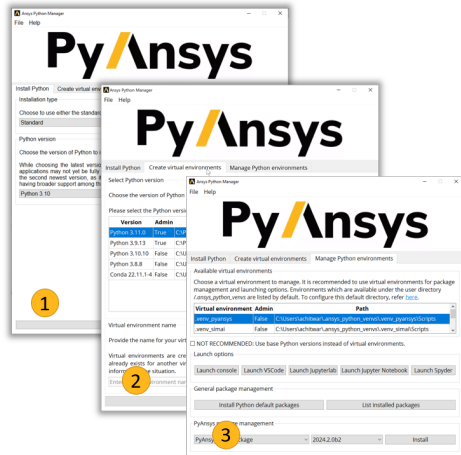 Ansys Python Manager
File Help
PyAnsys
Install Python Create virtual env
Installation type
Choose to use either the standard
Standard
Python version
Choose the version of Python to
While choosing the latest versi
applications may not yet be fully
the second newest version, as i
having broader support among th
Python 3.10
1
Ansys Python Manager
File Help
PyAnsys
Install Python Create virtual environments Manage Python environments
Select Python version
Choose the version of Python
Please select the Python versi
Version Admin
Python 3.11.0 True C:\P
Python 3.9.13 True C:\P
Python 3.10.10 False C:\U
Python 3.8.8 False C:\U
Conda 22.11.1-4 False C:\U
Virtual environment name
Provide the name for your virt
Virtual environments are cre
already exists for another vir
inform the situation.
Enter environment nam
2
Ansys Python Manager
File Help
PyAnsys
Install Python Create virtual environments Manage Python environments
Available virtual environments
Choose a virtual environment to manage. It is recommended to use virtual environments for package
management and launching options. Environments which are available under the user directory
/.ansys_python_venvs are listed by default. To configure this default directory, refer here.
Virtual environment Admin Path
.venv_pyansys False C:\Users\achitwar\.ansys_python_venvs\.venv_pyansys\Scripts
.venv_simai False C:\Users\achitwar\.ansys_python_venvs\.venv_simai\Scripts
NOT RECOMMENDED: Use base Python versions instead of virtual environments.
Launch options
Launch console Launch VSCode Launch Jupyterlab Launch Jupyter Notebook Launch Spyder
General package management
Install Python default packages List installed packages
PyAnsys management
PyAnsys package 2024.2.0b2 Install
3